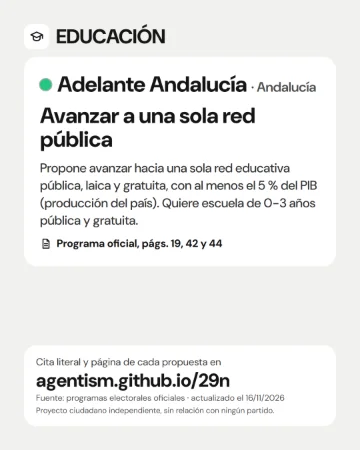 EDUCACIÓN
Adelante Andalucía · Andalucía
Avanzar a una sola red
pública
Propone avanzar hacia una sola red educativa
pública, laica y gratuita, con al menos el 5 % del PIB
(producción del país). Quiere escuela de 0-3 años
pública y gratuita.
Programa oficial, págs. 19, 42 y 44
Cita literal y página de cada propuesta en
agentism.github.io/29n
Fuente: programas electorales oficiales · actualizado el 16/11/2026
Proyecto ciudadano independiente, sin relación con ningún partido.